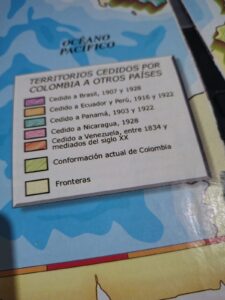 OCÉANO
PACÍFICO
TERRITORIOS CEDIDOS POR
COLOMBIA A OTROS PAÍSES
Cedido a Brasil, 1907 y 1928
Cedido a Ecuador y Perú, 1916 y 1922
Cedido a Panamá, 1903 y 1922
Cedido a Nicaragua, 1928
Cedido a Venezuela, entre 1834 y
mediados del siglo XX
Conformación actual de Colombia
Fronteras